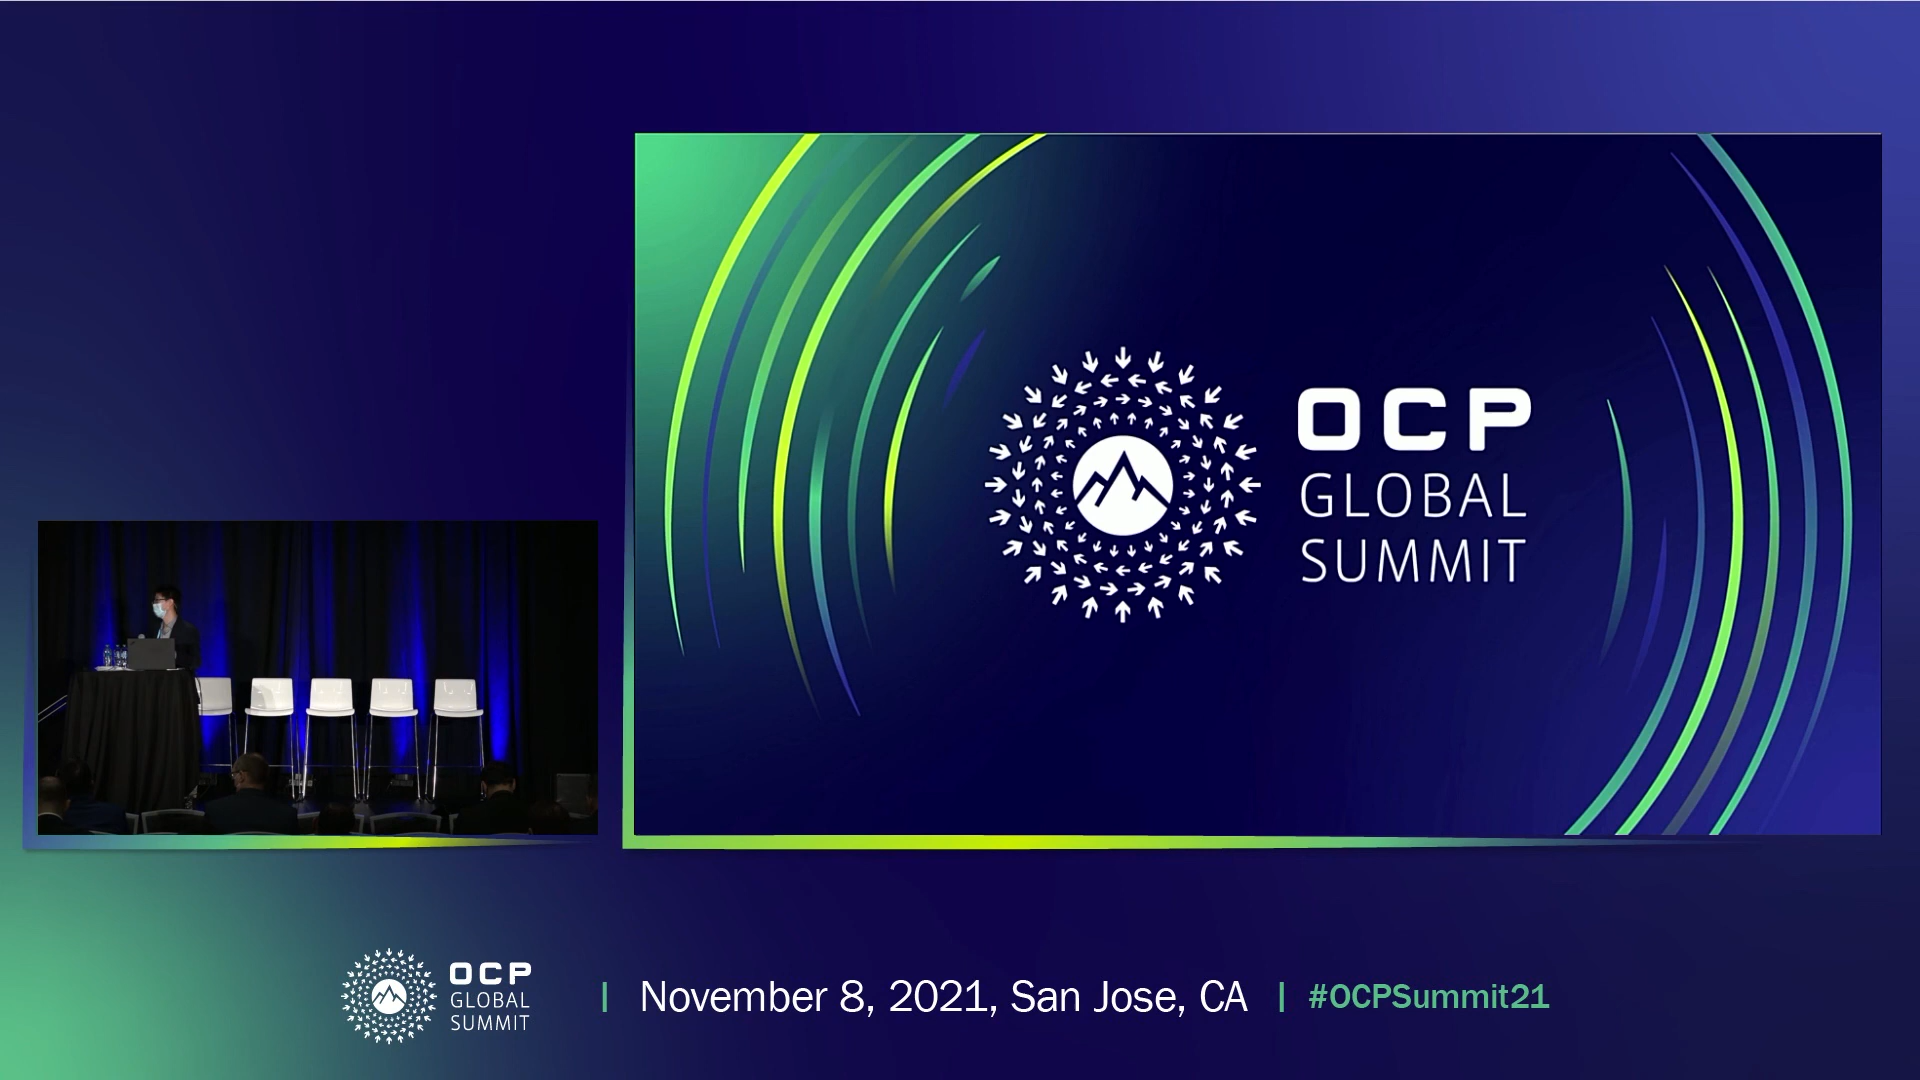 OCP
GLOBAL
SUMMIT
OCP
GLOBAL
SUMMIT
November 8, 2021, San Jose, CA
#OCPSummit21